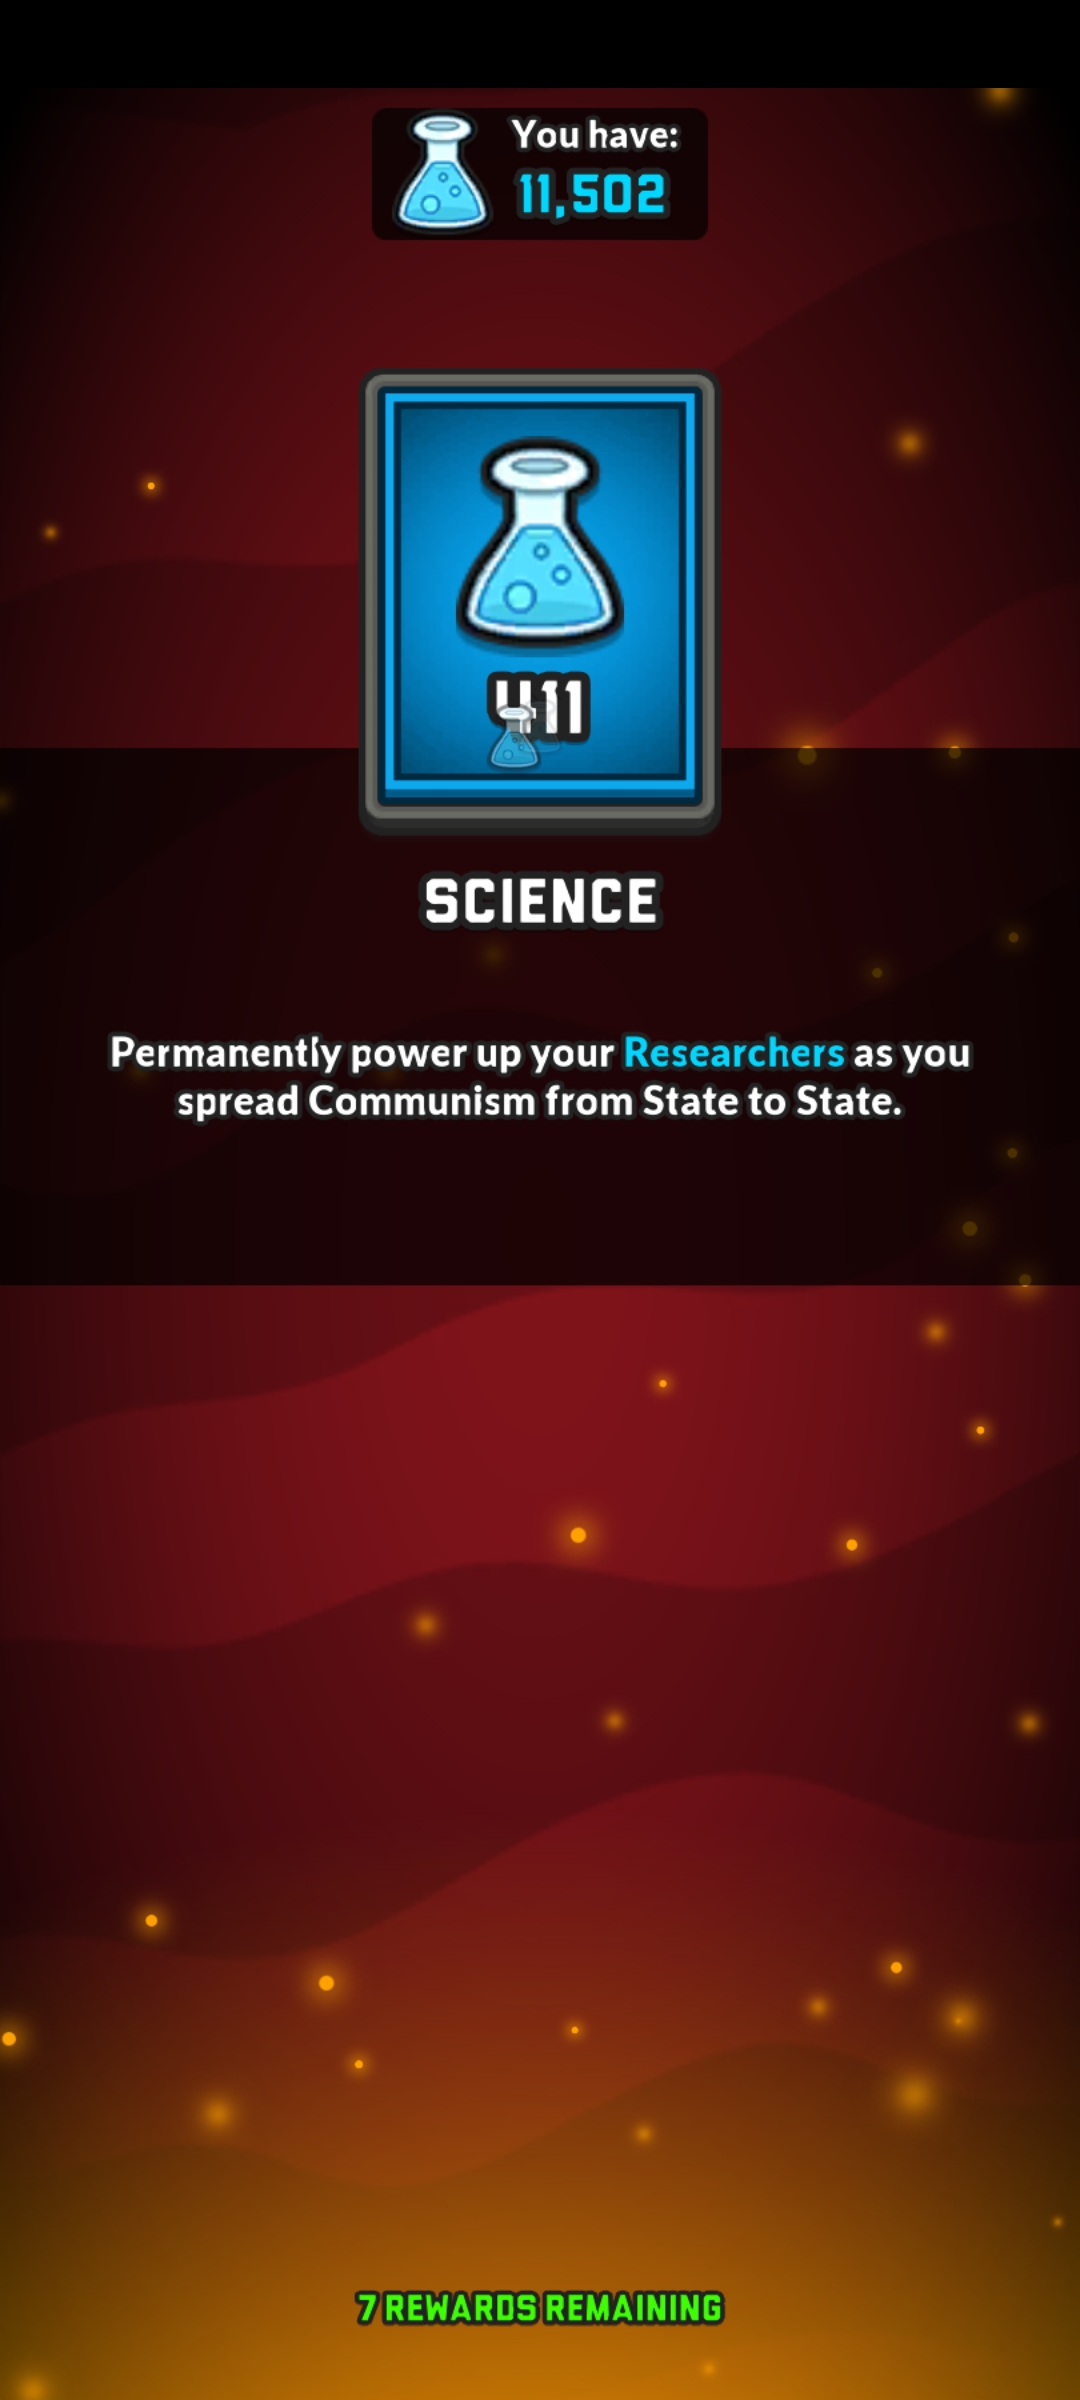 You have:
11,502
411
SCIENCE
Permanently power up your Researchers as you
spread Communism from State to State.
7 REWARDS REMAINING